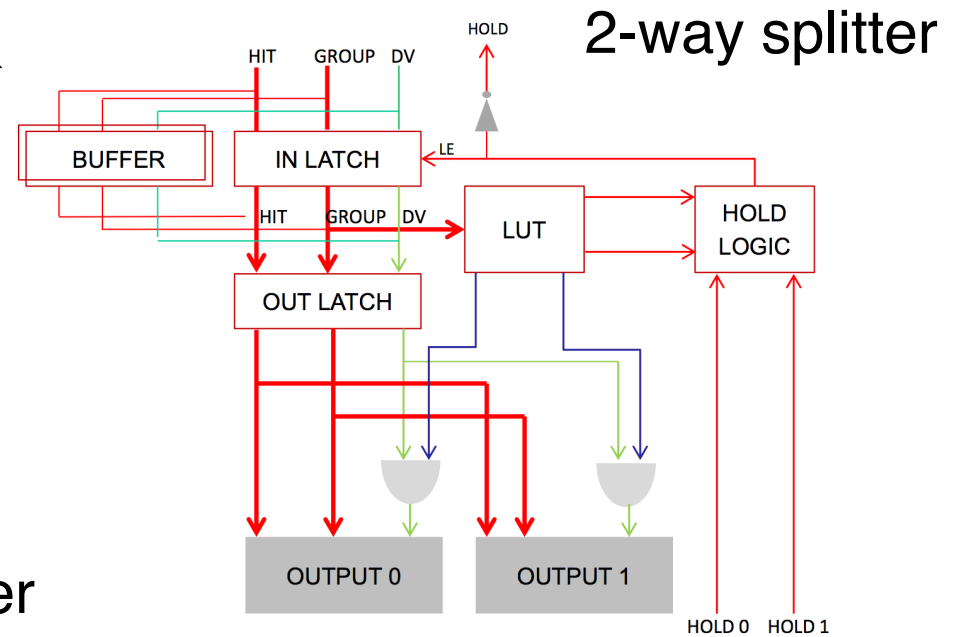 2-way splitter
HOLD
HIT GROUP DV
BUFFER
IN LATCH
LE
HIT GROUP DV
LUT
HOLD
LOGIC
OUT LATCH
OUTPUT 0
OUTPUT 1
er
HOLD 0 HOLD 1